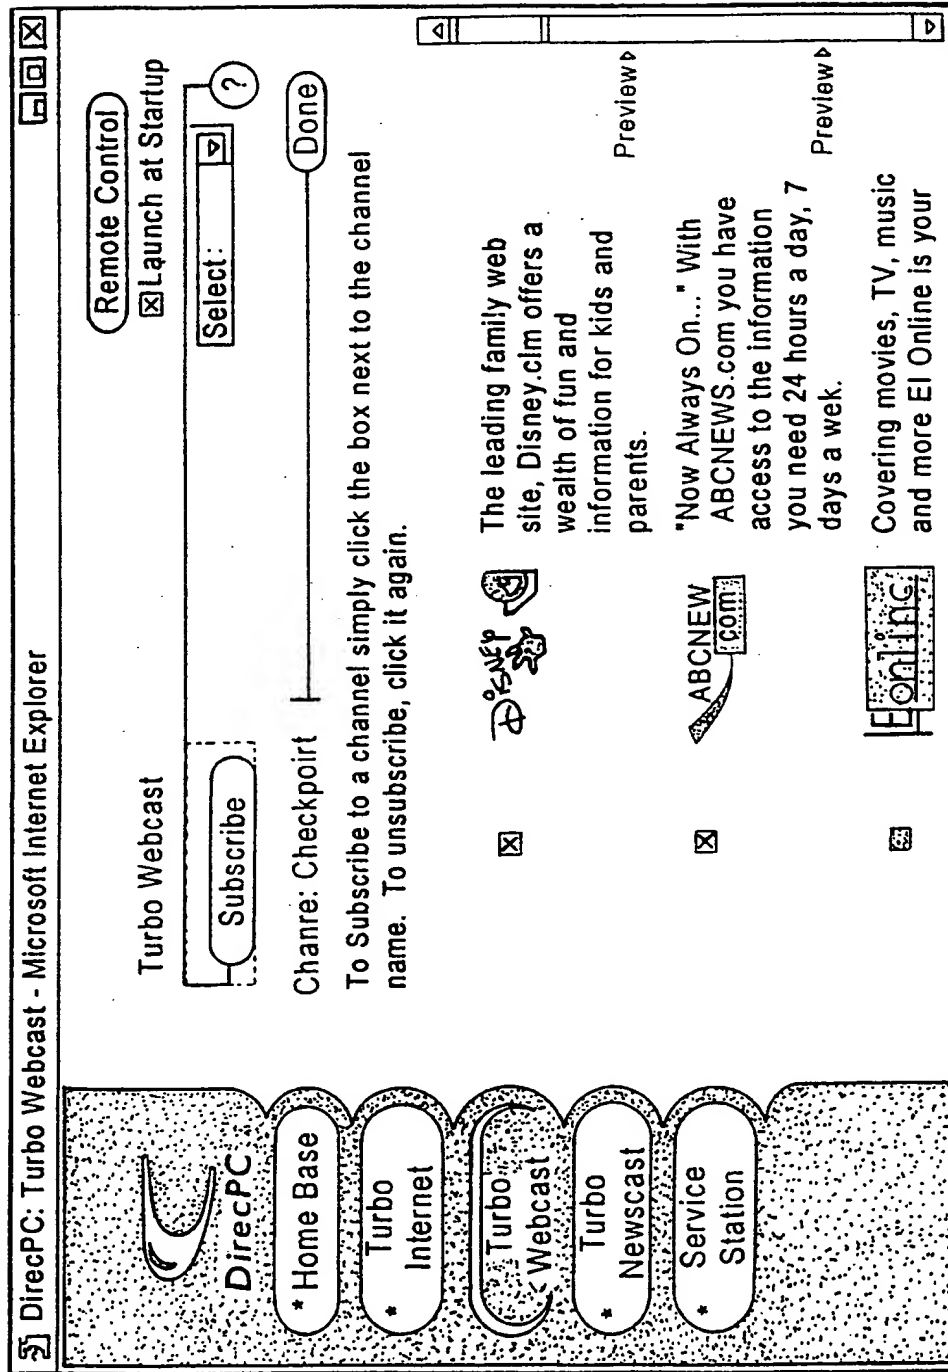 DirecPC: Turbo Webcast - Microsoft Internet Explorer
DirecPC
* Home Base
* Turbo
Internet
Turbo
< Webcast
* Turbo
Newscast
* Service
Station
Turbo Webcast
Remote Control
Launch at Startup
Subscribe
Select:
?
Chanre: Checkpoirt
Done
To Subscribe to a channel simply click the box next to the channel
name. To unsubscribe, click it again.
Disney
The leading family web
site, Disney.clm offers a
wealth of fun and
information for kids and
parents.
Preview
ABCNEW
com
"Now Always On..." With
ABCNEWS.com you have
access to the information
you need 24 hours a day, 7
days a wek.
Preview
E online
Covering movies, TV, music
and more EI Online is your